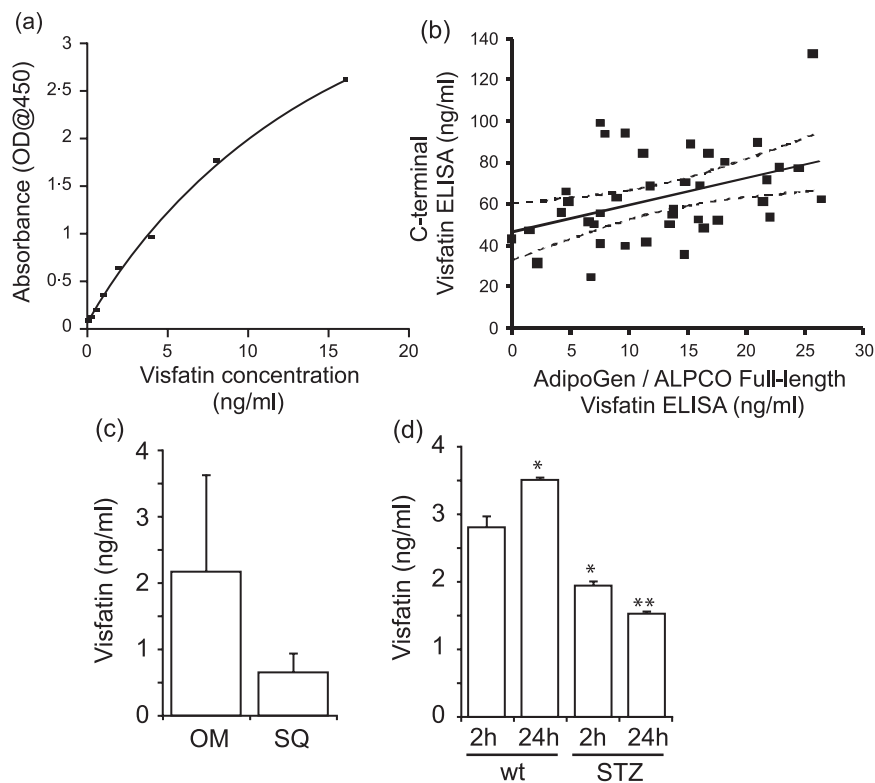 (a)
3
2·5
2
1·5
1
0·5
0
Absorbance (OD@450)
0
5
10
15
20
Visfatin concentration
(ng/ml)
(b)
140
120
100
80
60
40
20
0
C-terminal
Visfatin ELISA (ng/ml)
0
5
10
15
20
25
30
AdipoGen / ALPCO Full-length
Visfatin ELISA (ng/ml)
(c)
4
3
2
1
0
Visfatin (ng/ml)
OM
SQ
(d)
4
3
2
1
0
Visfatin (ng/ml)
*
*
**
2h
24h
2h
24h
wt
STZ